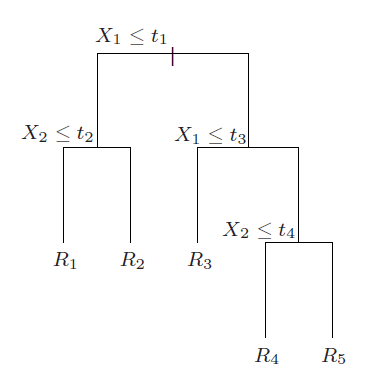 X₁ ≤ t₁
X₂ ≤ t₂
X₁ ≤ t₃
X₂ ≤ t₄
R₁
R₂
R₃
R₄
R₅